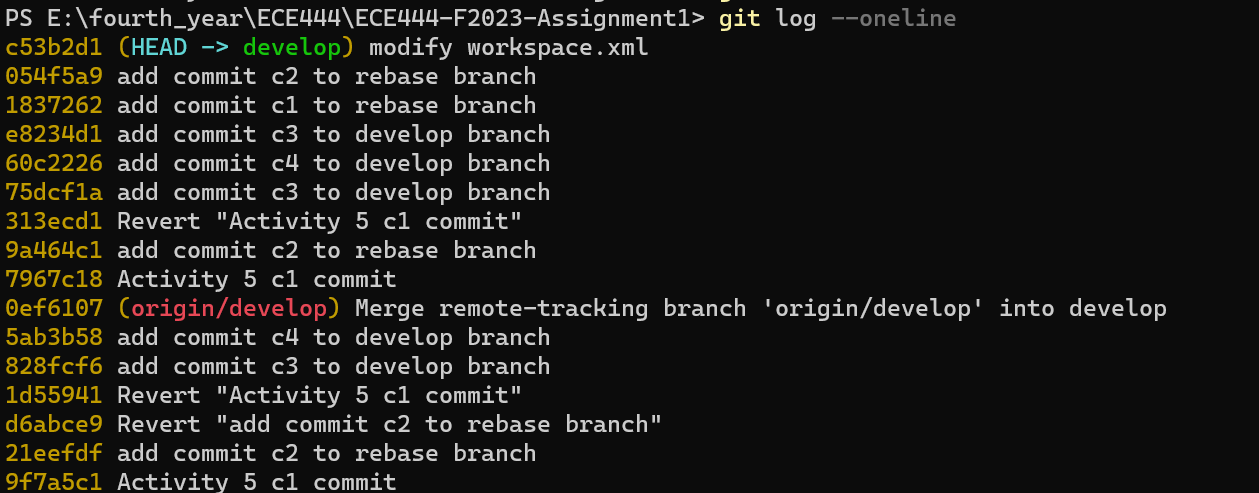 PS E:\fourth_year\ECE444\ECE444-F2023-Assignment1> git log --oneline
c53b2d1 (HEAD -> develop) modify workspace.xml
054f5a9 add commit c2 to rebase branch
1837262 add commit c1 to rebase branch
e8234d1 add commit c3 to develop branch
60c2226 add commit c4 to develop branch
75dcf1a add commit c3 to develop branch
313ecd1 Revert "Activity 5 c1 commit"
9a464c1 add commit c2 to rebase branch
7967c18 Activity 5 c1 commit
0ef6107 (origin/develop) Merge remote-tracking branch 'origin/develop' into develop
5ab3b58 add commit c4 to develop branch
828fcf6 add commit c3 to develop branch
1d55941 Revert "Activity 5 c1 commit"
d6abce9 Revert "add commit c2 to rebase branch"
21eefdf add commit c2 to rebase branch
9f7a5c1 Activity 5 c1 commit